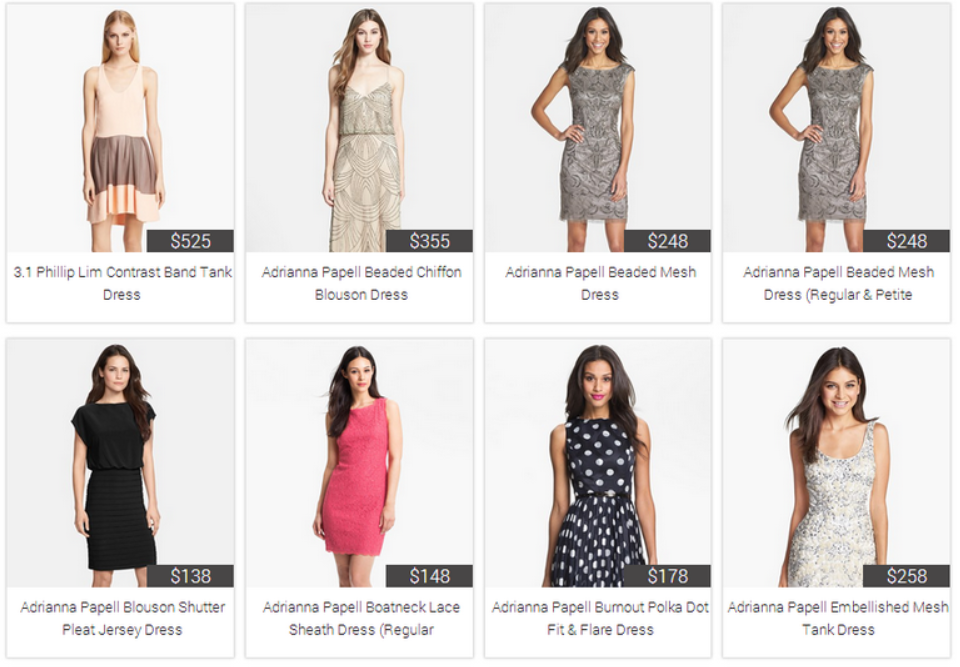 $525
$355
$248
$248
3.1 Phillip Lim Contrast Band Tank
Dress
Adrianna Papell Beaded Chiffon
Blouson Dress
Adrianna Papell Beaded Mesh
Dress
Adrianna Papell Beaded Mesh
Dress (Regular & Petite
$138
$148
$178
$258
Adrianna Papell Blouson Shutter
Pleat Jersey Dress
Adrianna Papell Boatneck Lace
Sheath Dress (Regular
Adrianna Papell Burnout Polka Dot
Fit & Flare Dress
Adrianna Papell Embellished Mesh
Tank Dress